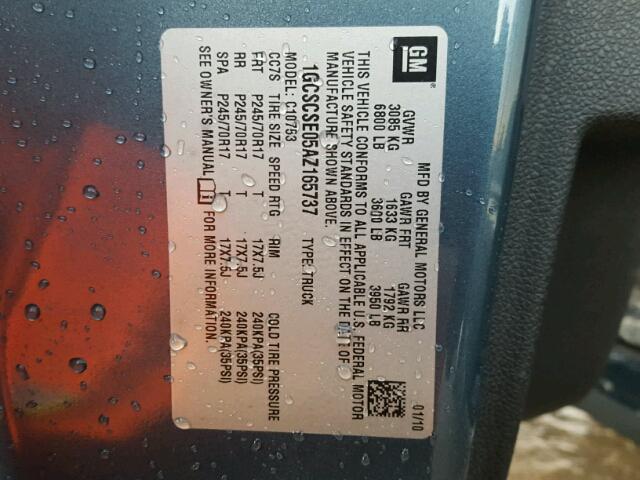 GM
MFD BY GENERAL MOTORS LLC 01/10
GVWR GAWR FRT GAWR RR
3085 KG 1633 KG 1792 KG
6800 LB 3600 LB 3950 LB
THIS VEHICLE CONFORMS TO ALL APPLICABLE U.S. FEDERAL MOTOR
VEHICLE SAFETY STANDARDS IN EFFECT ON THE DATE OF
MANUFACTURE SHOWN ABOVE.
1GCSCSE05AZ165737 TYPE: TRUCK
MODEL: C10753
CC7S TIRE SIZE SPEED RTG RIM COLD TIRE PRESSURE
FRT P245/70R17 T 17X7.5J 240KPA(35PSI)
RR P245/70R17 T 17X7.5J 240KPA(35PSI)
SPA P245/70R17 T 17X7.5J 240KPA(35PSI)
SEE OWNER'S MANUAL FOR MORE INFORMATION.